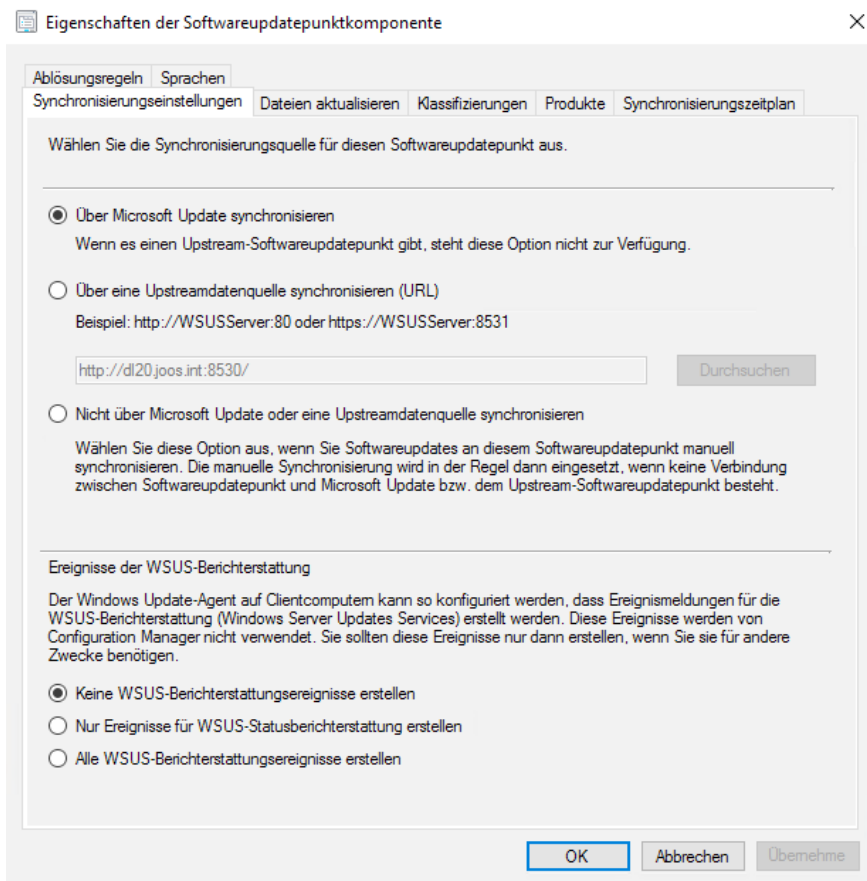 Eigenschaften der Softwareupdatepunktkomponente
Ablösungsregeln Sprachen
Synchronisierungseinstellungen Dateien aktualisieren Klassifizierungen Produkte Synchronisierungszeitplan
Wählen Sie die Synchronisierungsquelle für diesen Softwareupdatepunkt aus.
Über Microsoft Update synchronisieren
Wenn es einen Upstream-Softwareupdatepunkt gibt, steht diese Option nicht zur Verfügung.
Über eine Upstreamdatenquelle synchronisieren (URL)
Beispiel: http://WSUSServer:80 oder https://WSUSServer:8531
http://dl20.joos.int:8530/ Durchsuchen
Nicht über Microsoft Update oder eine Upstreamdatenquelle synchronisieren
Wählen Sie diese Option aus, wenn Sie Softwareupdates an diesem Softwareupdatepunkt manuell
synchronisieren. Die manuelle Synchronisierung wird in der Regel dann eingesetzt, wenn keine Verbindung
zwischen Softwareupdatepunkt und Microsoft Update bzw. dem Upstream-Softwareupdatepunkt besteht.
Ereignisse der WSUS-Berichterstattung
Der Windows Update-Agent auf Clientcomputern kann so konfiguriert werden, dass Ereignismeldungen für die
WSUS-Berichterstattung (Windows Server Updates Services) erstellt werden. Diese Ereignisse werden von
Configuration Manager nicht verwendet. Sie sollten diese Ereignisse nur dann erstellen, wenn Sie sie für andere
Zwecke benötigen.
Keine WSUS-Berichterstattungsereignisse erstellen
Nur Ereignisse für WSUS-Statusberichterstattung erstellen
Alle WSUS-Berichterstattungsereignisse erstellen
OK Abbrechen Übernehme